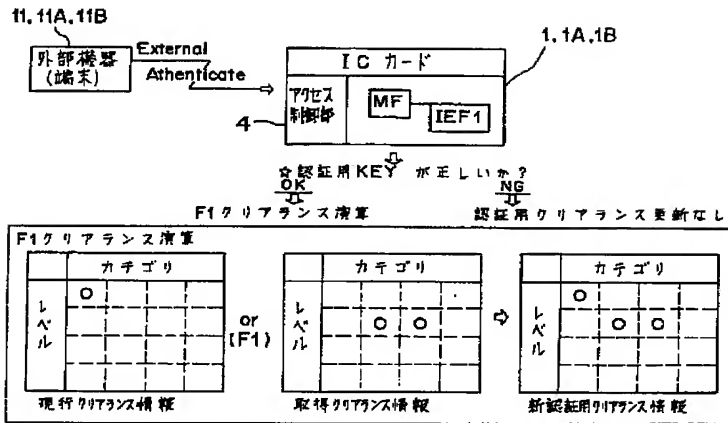 11,11A,11B
外部機器
(端末)
External
Athenticate
1,1A,1B
ICカード
アクセス
制御部
4
MF
IEF1
☆認証用KEY が正しいか?
OK
NG
F1クリアランス演算
認証用クリアランス更新なし
F1クリアランス演算
カテゴリ
レベル
現行クリアランス情報
or
(F1)
カテゴリ
レベル
取得クリアランス情報
カテゴリ
レベル
新認証用クリアランス情報